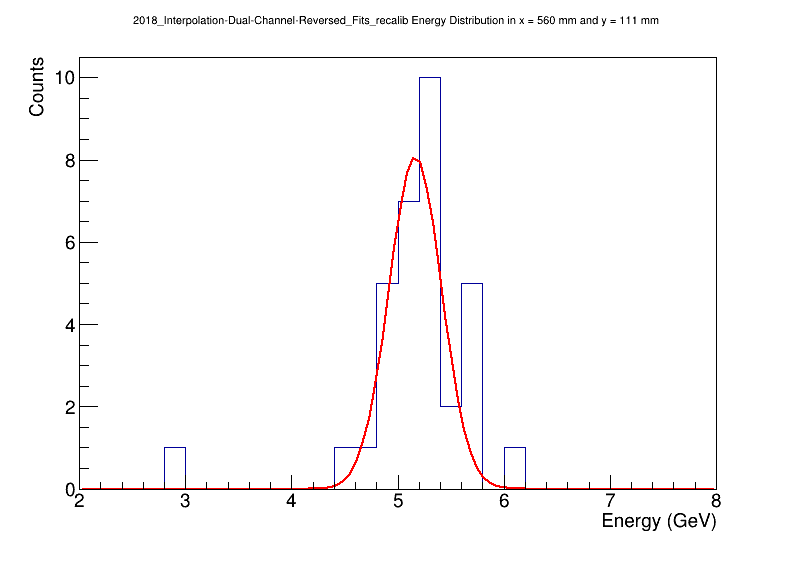 2018_Interpolation-Dual-Channel-Reversed_Fits_recalib Energy Distribution in x = 560 mm and y = 111 mm
Counts
10
8
6
4
2
0
2 3 4 5 6 7 8
Energy (GeV)